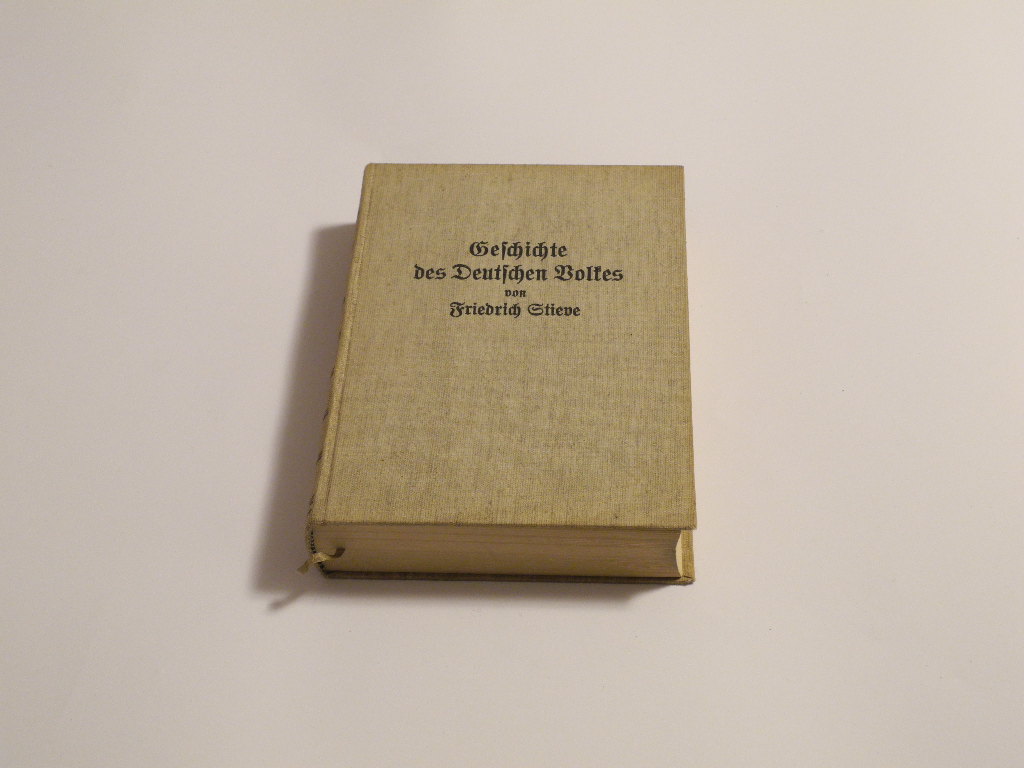 Geſchichte
des Deutſchen Volkes
von
Friedrich Stieve